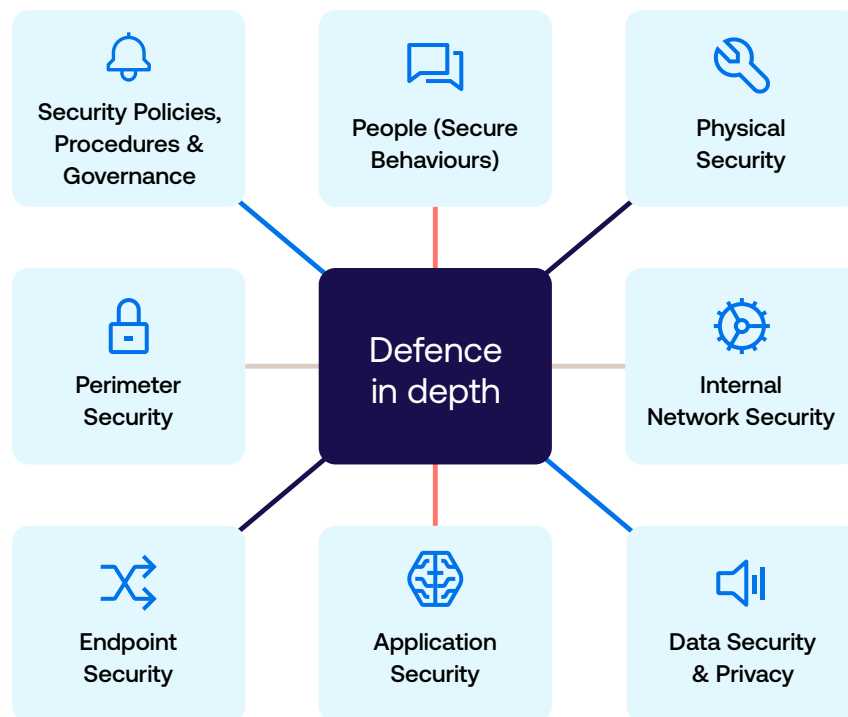 Security Policies,
Procedures &
Governance
People (Secure
Behaviours)
Physical
Security
Perimeter
Security
Defence
in depth
Internal
Network Security
Endpoint
Security
Application
Security
Data Security
& Privacy